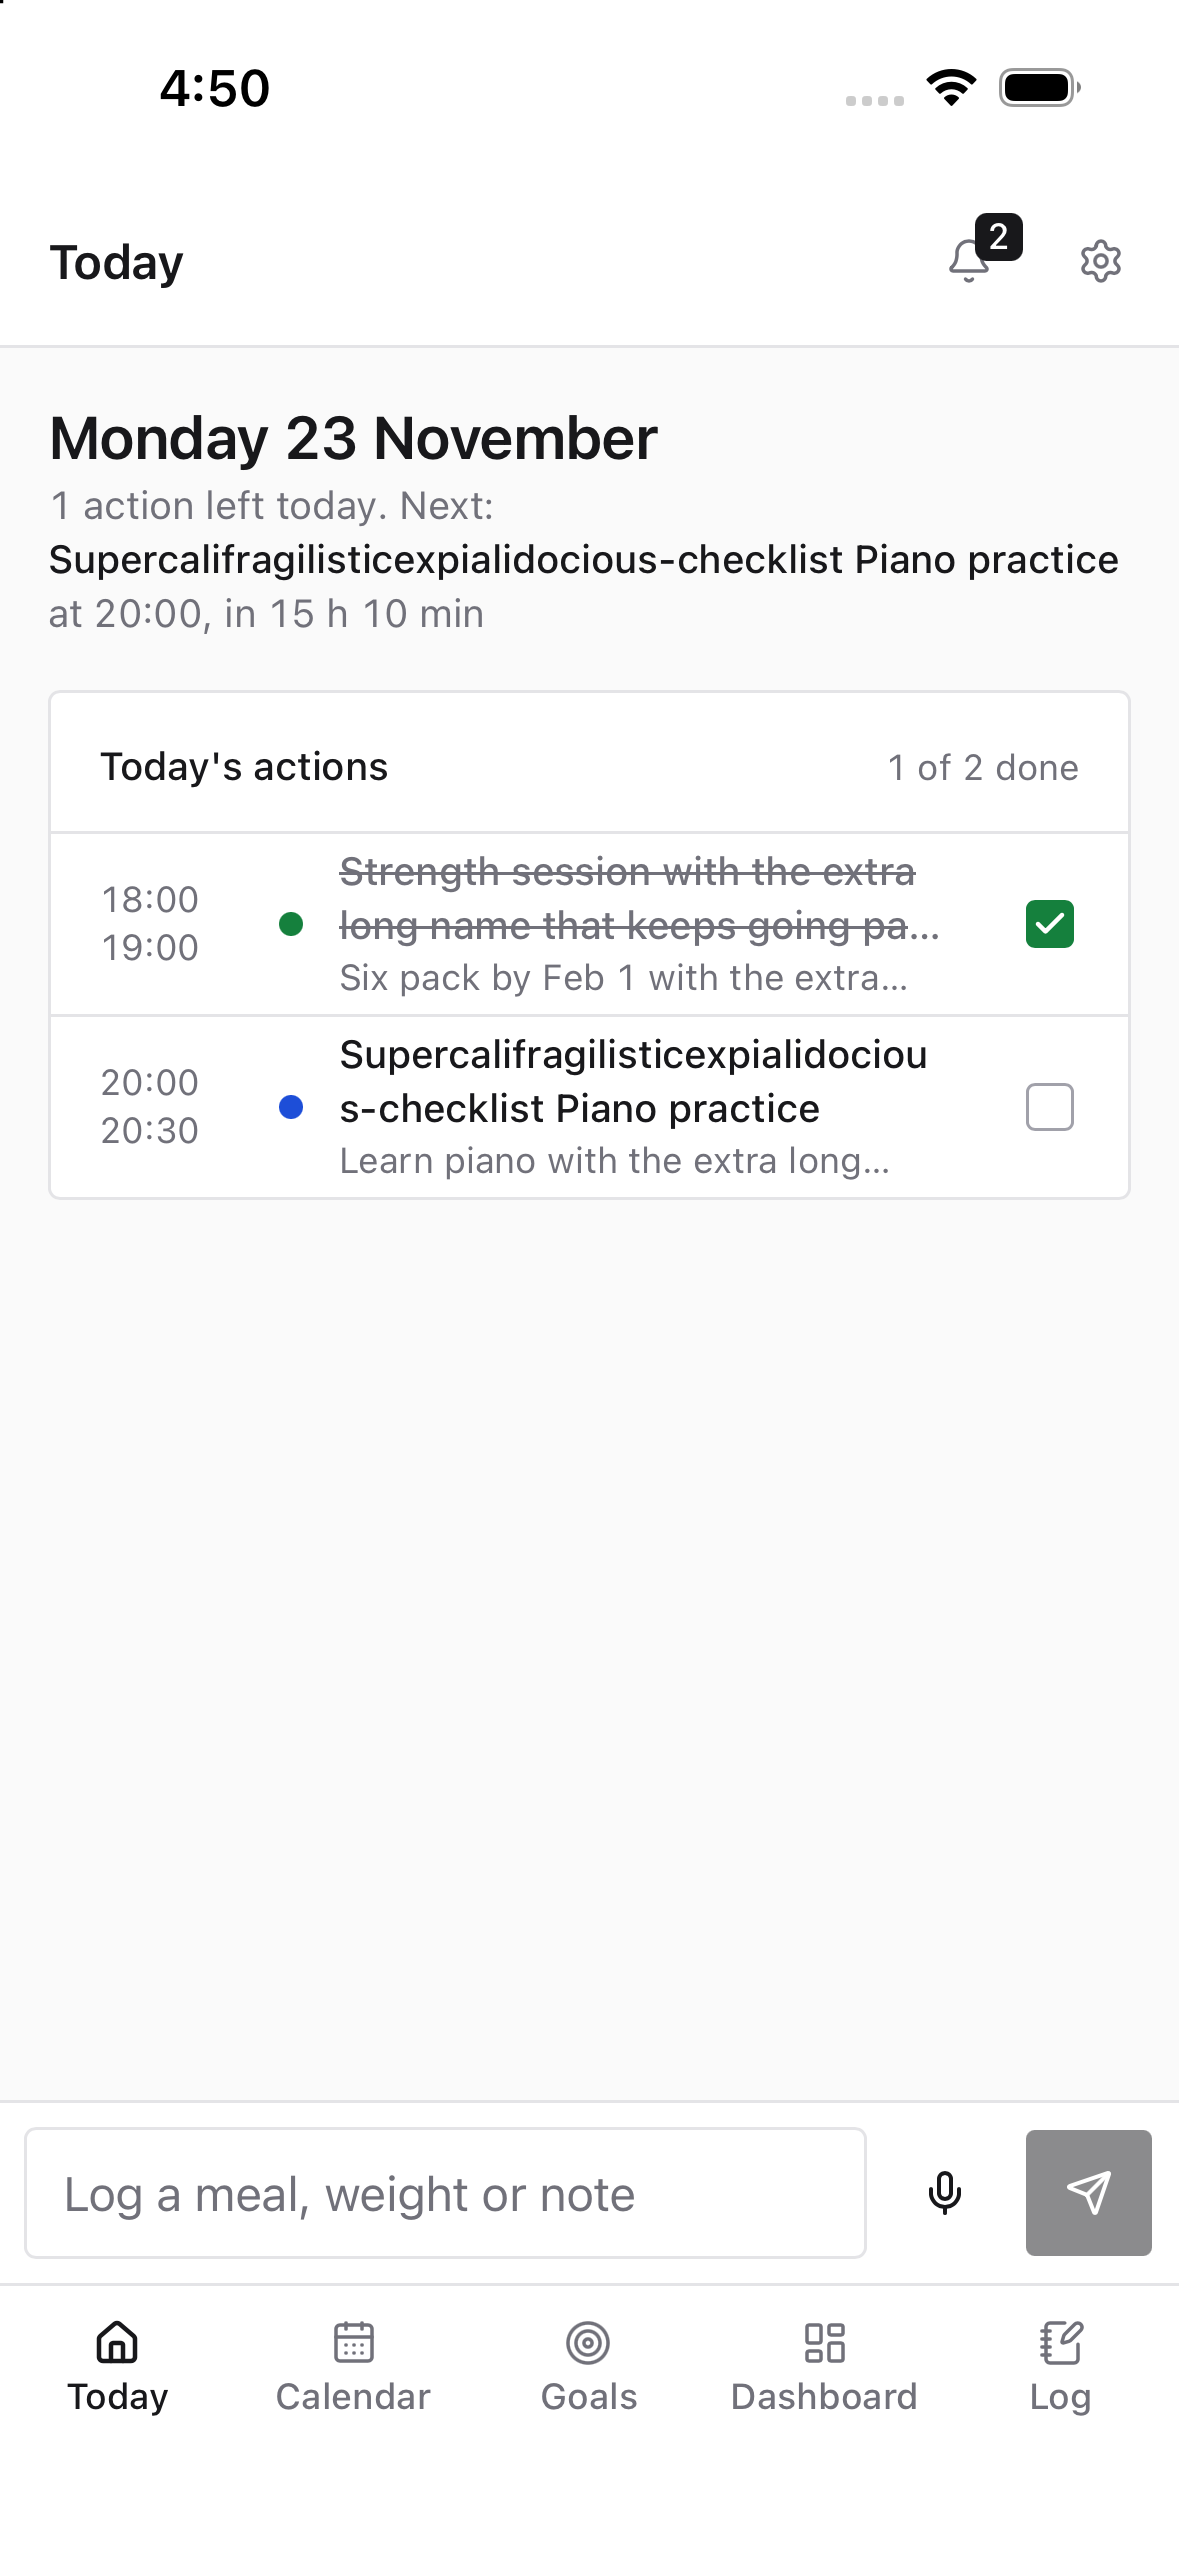 4:50
Today
2
Monday 23 November
1 action left today. Next:
Supercalifragilisticexpialidocious-checklist Piano practice
at 20:00, in 15 h 10 min
Today's actions
1 of 2 done
18:00
19:00
Strength session with the extra
long name that keeps going pa...
Six pack by Feb 1 with the extra...
20:00
20:30
Supercalifragilisticexpialidociou
s-checklist Piano practice
Learn piano with the extra long...
Log a meal, weight or note
Today
Calendar
Goals
Dashboard
Log